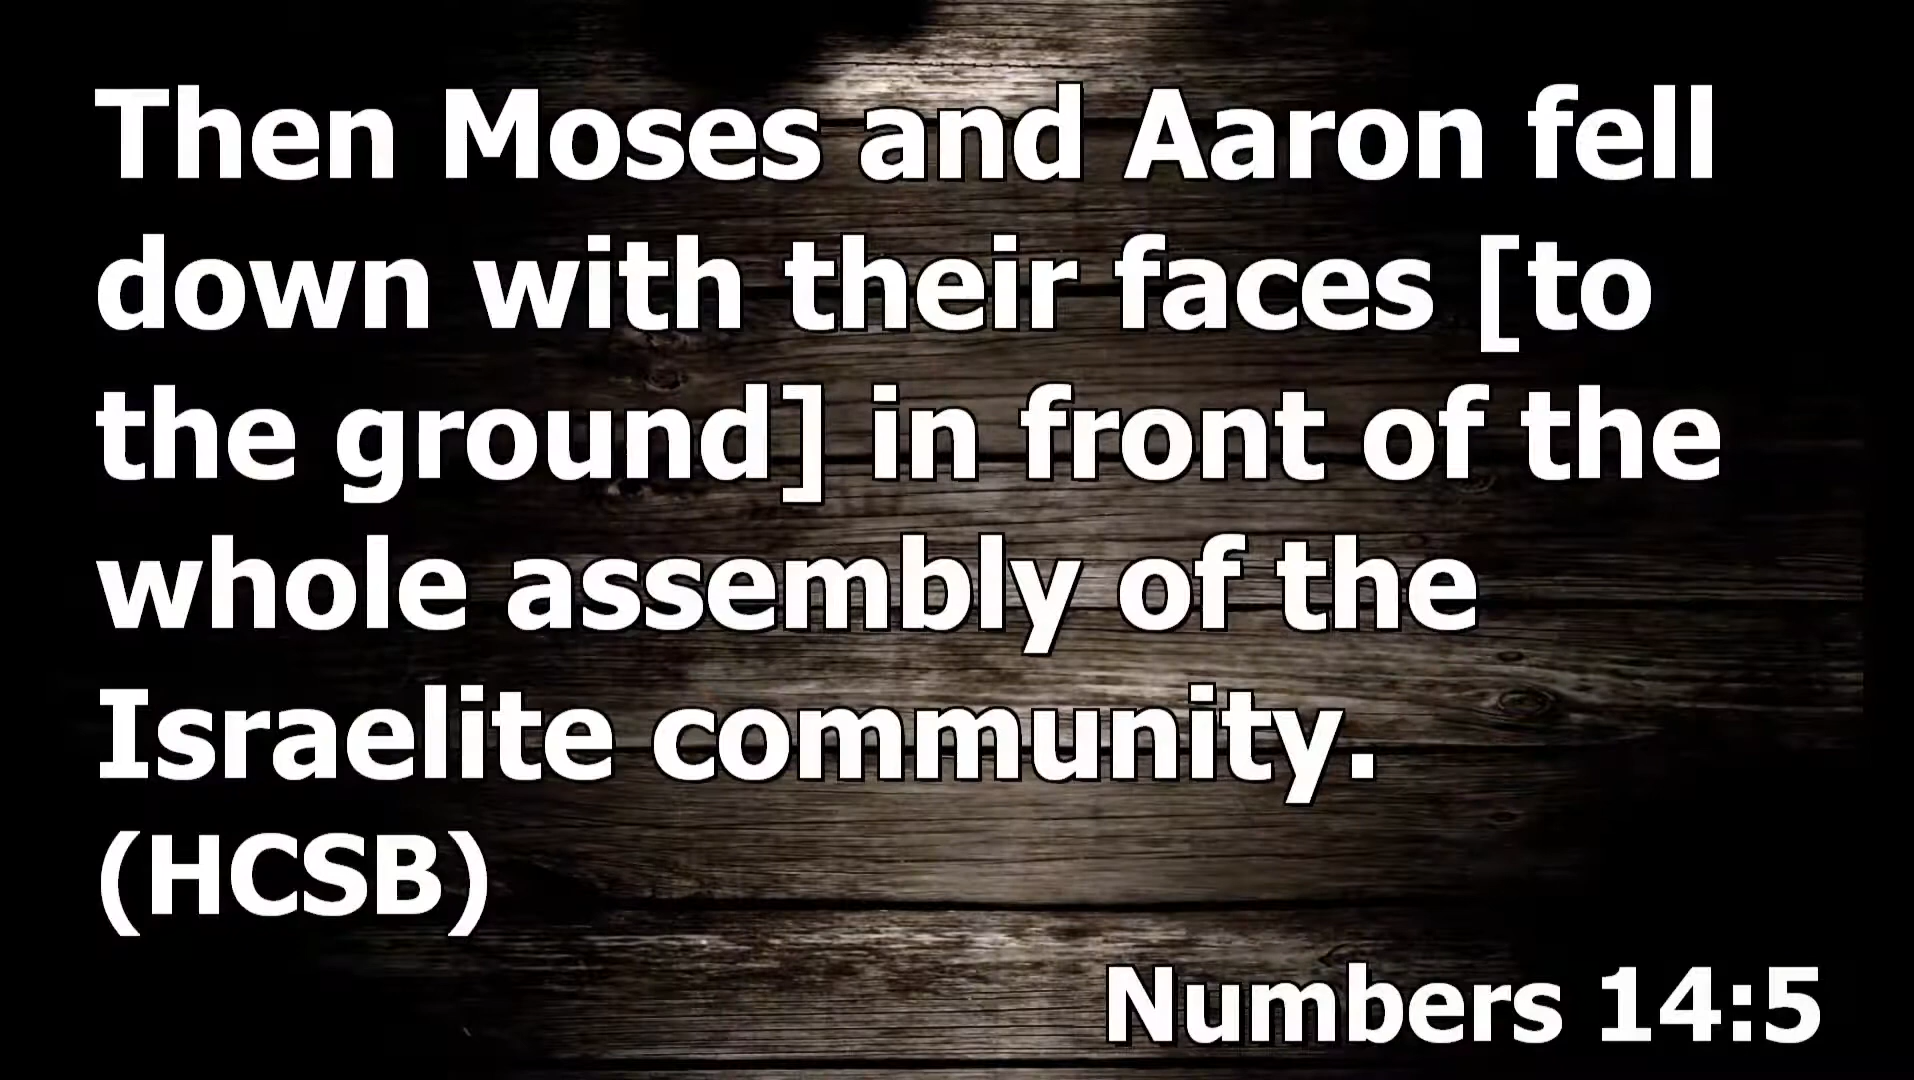 Then Moses and Aaron fell
down with their faces [to
the ground] in front of the
whole assembly of the
Israelite community.
(HCSB)
Numbers 14:5